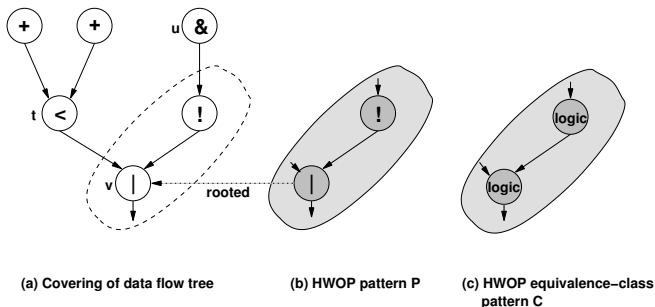 + + u &
t < ! ! logic
v | rooted | logic
(a) Covering of data flow tree (b) HWOP pattern P (c) HWOP equivalence−class
pattern C